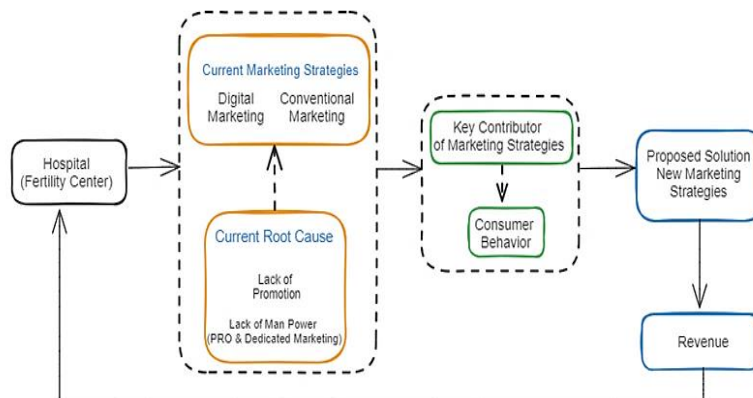 Hospital
(Fertility Center)
Current Marketing Strategies
Digital
Marketing
Conventional
Marketing
Current Root Cause
Lack of
Promotion
Lack of Man Power
(PRO & Dedicated Marketing)
Key Contributor
of Marketing Strategies
Consumer
Behavior
Proposed Solution
New Marketing
Strategies
Revenue